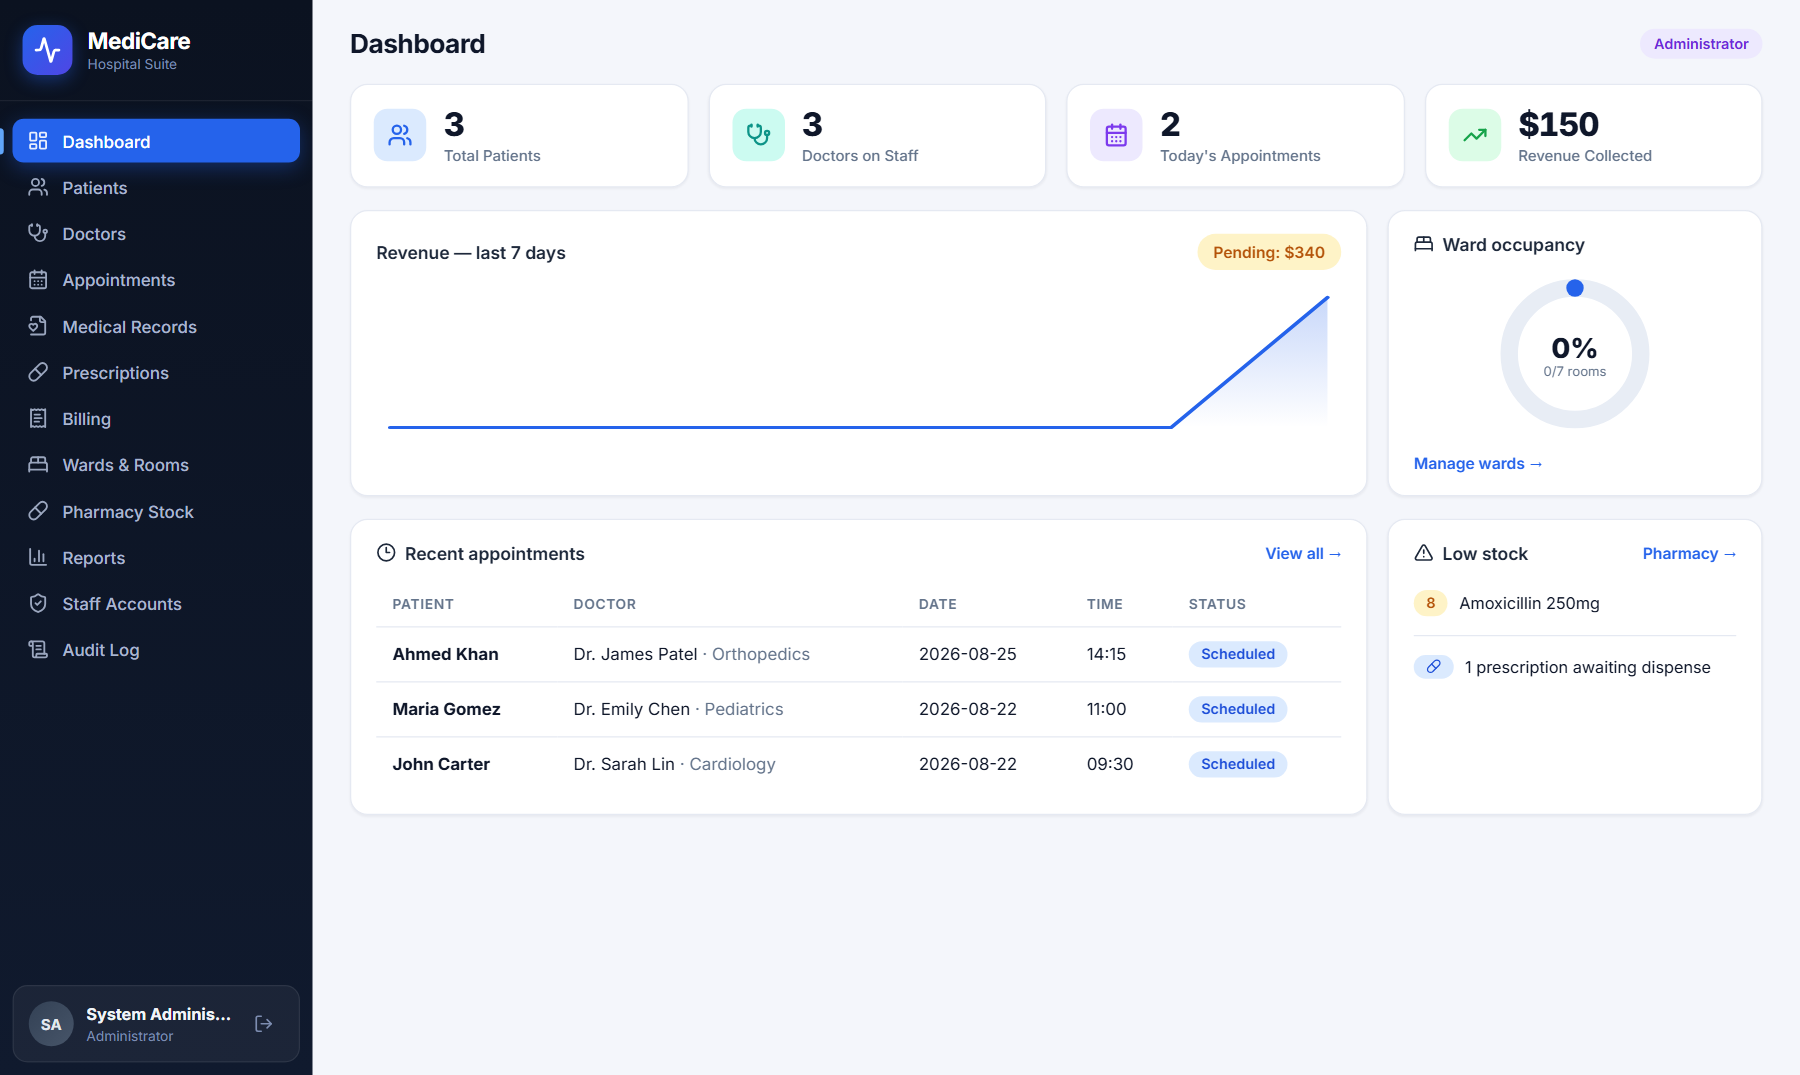 MediCare
Hospital Suite
Dashboard
Patients
Doctors
Appointments
Medical Records
Prescriptions
Billing
Wards & Rooms
Pharmacy Stock
Reports
Staff Accounts
Audit Log
SA
System Adminis...
Administrator
Dashboard
Administrator
3
Total Patients
3
Doctors on Staff
2
Today's Appointments
$150
Revenue Collected
Revenue — last 7 days
Pending: $340
Ward occupancy
0%
0/7 rooms
Manage wards →
Recent appointments
View all →
PATIENT DOCTOR DATE TIME STATUS
Ahmed Khan Dr. James Patel · Orthopedics 2026-08-25 14:15 Scheduled
Maria Gomez Dr. Emily Chen · Pediatrics 2026-08-22 11:00 Scheduled
John Carter Dr. Sarah Lin · Cardiology 2026-08-22 09:30 Scheduled
Low stock
Pharmacy →
8 Amoxicillin 250mg
1 prescription awaiting dispense